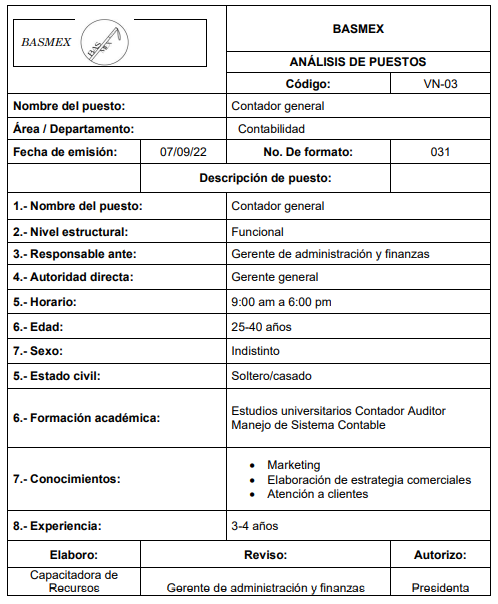 BASMEX
BAS
MEX
BASMEX
ANÁLISIS DE PUESTOS
Código: VN-03
Nombre del puesto: Contador general
Área / Departamento: Contabilidad
Fecha de emisión: 07/09/22 No. De formato: 031
Descripción de puesto:
1.- Nombre del puesto: Contador general
2.- Nivel estructural: Funcional
3.- Responsable ante: Gerente de administración y finanzas
4.- Autoridad directa: Gerente general
5.- Horario: 9:00 am a 6:00 pm
6.- Edad: 25-40 años
7.- Sexo: Indistinto
5.- Estado civil: Soltero/casado
6.- Formación académica: Estudios universitarios Contador Auditor
Manejo de Sistema Contable
7.- Conocimientos:
• Marketing
• Elaboración de estrategia comerciales
• Atención a clientes
8.- Experiencia: 3-4 años
Elaboro: Reviso: Autorizo:
Capacitadora de
Recursos Gerente de administración y finanzas Presidenta